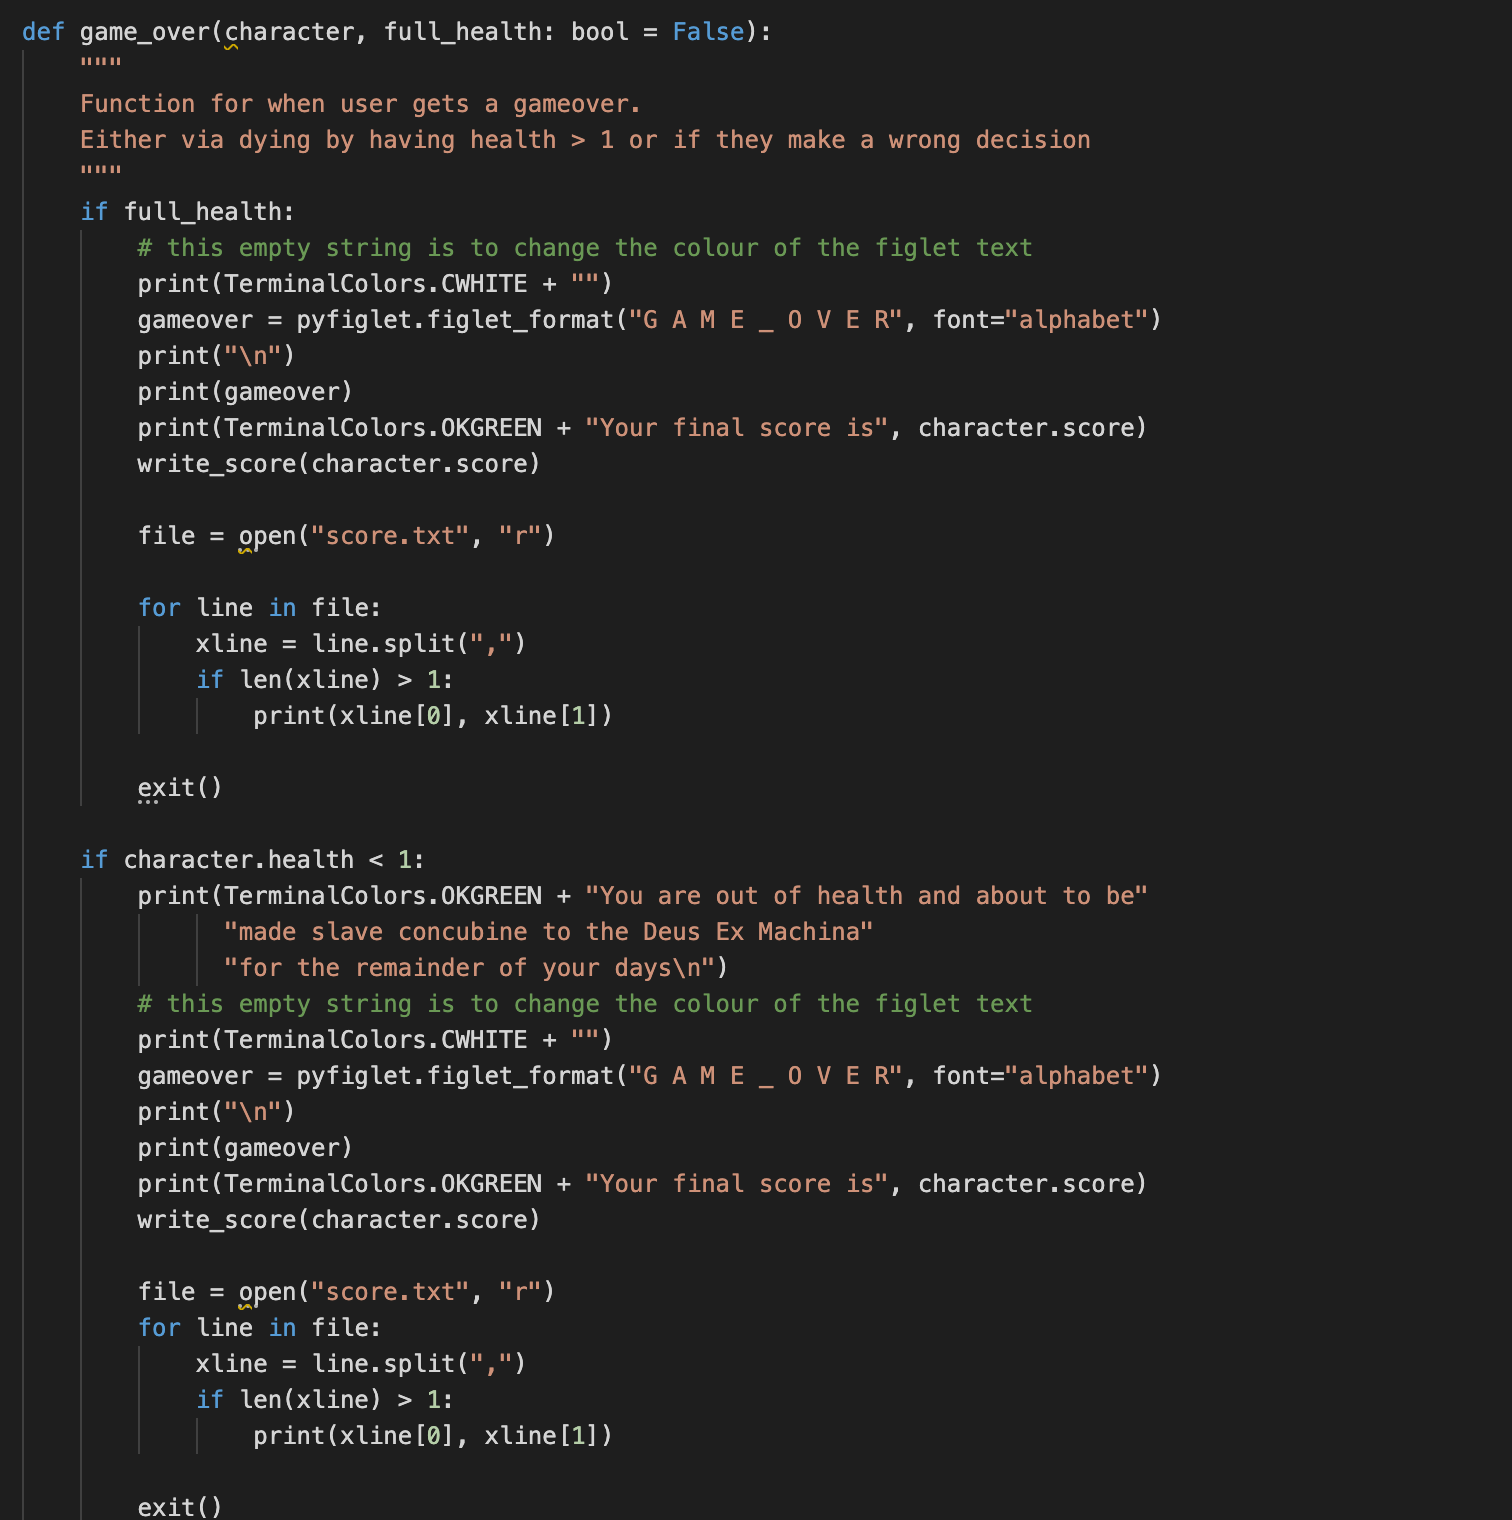 def game_over(character, full_health: bool = False):
    """
    Function for when user gets a gameover.
    Either via dying by having health > 1 or if they make a wrong decision
    """
    if full_health:
        # this empty string is to change the colour of the figlet text
        print(TerminalColors.CWHITE + "")
        gameover = pyfiglet.figlet_format("G A M E _ O V E R", font="alphabet")
        print("\n")
        print(gameover)
        print(TerminalColors.OKGREEN + "Your final score is", character.score)
        write_score(character.score)

        file = open("score.txt", "r")

        for line in file:
            xline = line.split(",")
            if len(xline) > 1:
                print(xline[0], xline[1])

        exit()

    if character.health < 1:
        print(TerminalColors.OKGREEN + "You are out of health and about to be"
              "made slave concubine to the Deus Ex Machina"
              "for the remainder of your days\n")
        # this empty string is to change the colour of the figlet text
        print(TerminalColors.CWHITE + "")
        gameover = pyfiglet.figlet_format("G A M E _ O V E R", font="alphabet")
        print("\n")
        print(gameover)
        print(TerminalColors.OKGREEN + "Your final score is", character.score)
        write_score(character.score)

        file = open("score.txt", "r")
        for line in file:
            xline = line.split(",")
            if len(xline) > 1:
                print(xline[0], xline[1])

        exit()